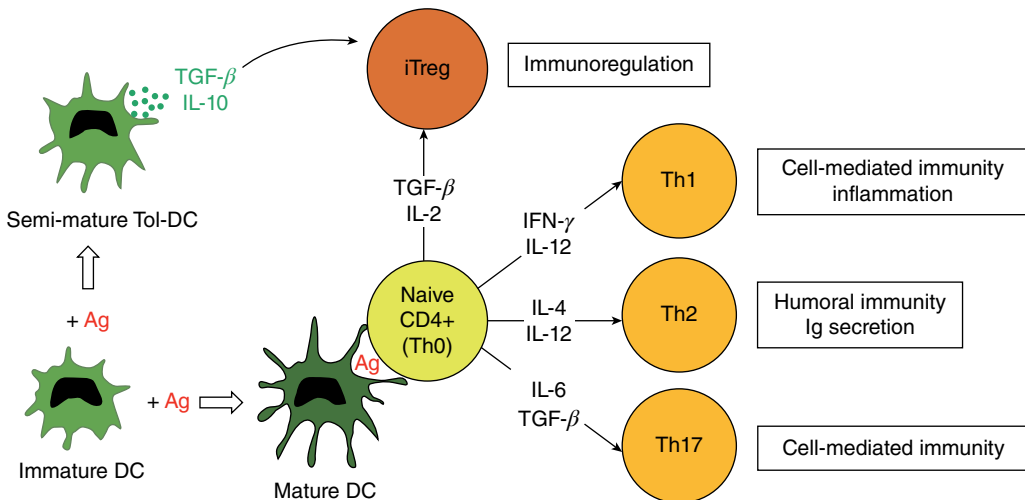 TGF-β
IL-10
iTreg
Immunoregulation
Semi-mature Tol-DC
TGF-β
IL-2
Th1
Cell-mediated immunity
inflammation
IFN-γ
IL-12
+ Ag
Naive
CD4+
(Th0)
Ag
IL-4
IL-12
Th2
Humoral immunity
Ig secretion
+ Ag
IL-6
TGF-β
Th17
Cell-mediated immunity
Immature DC
Mature DC